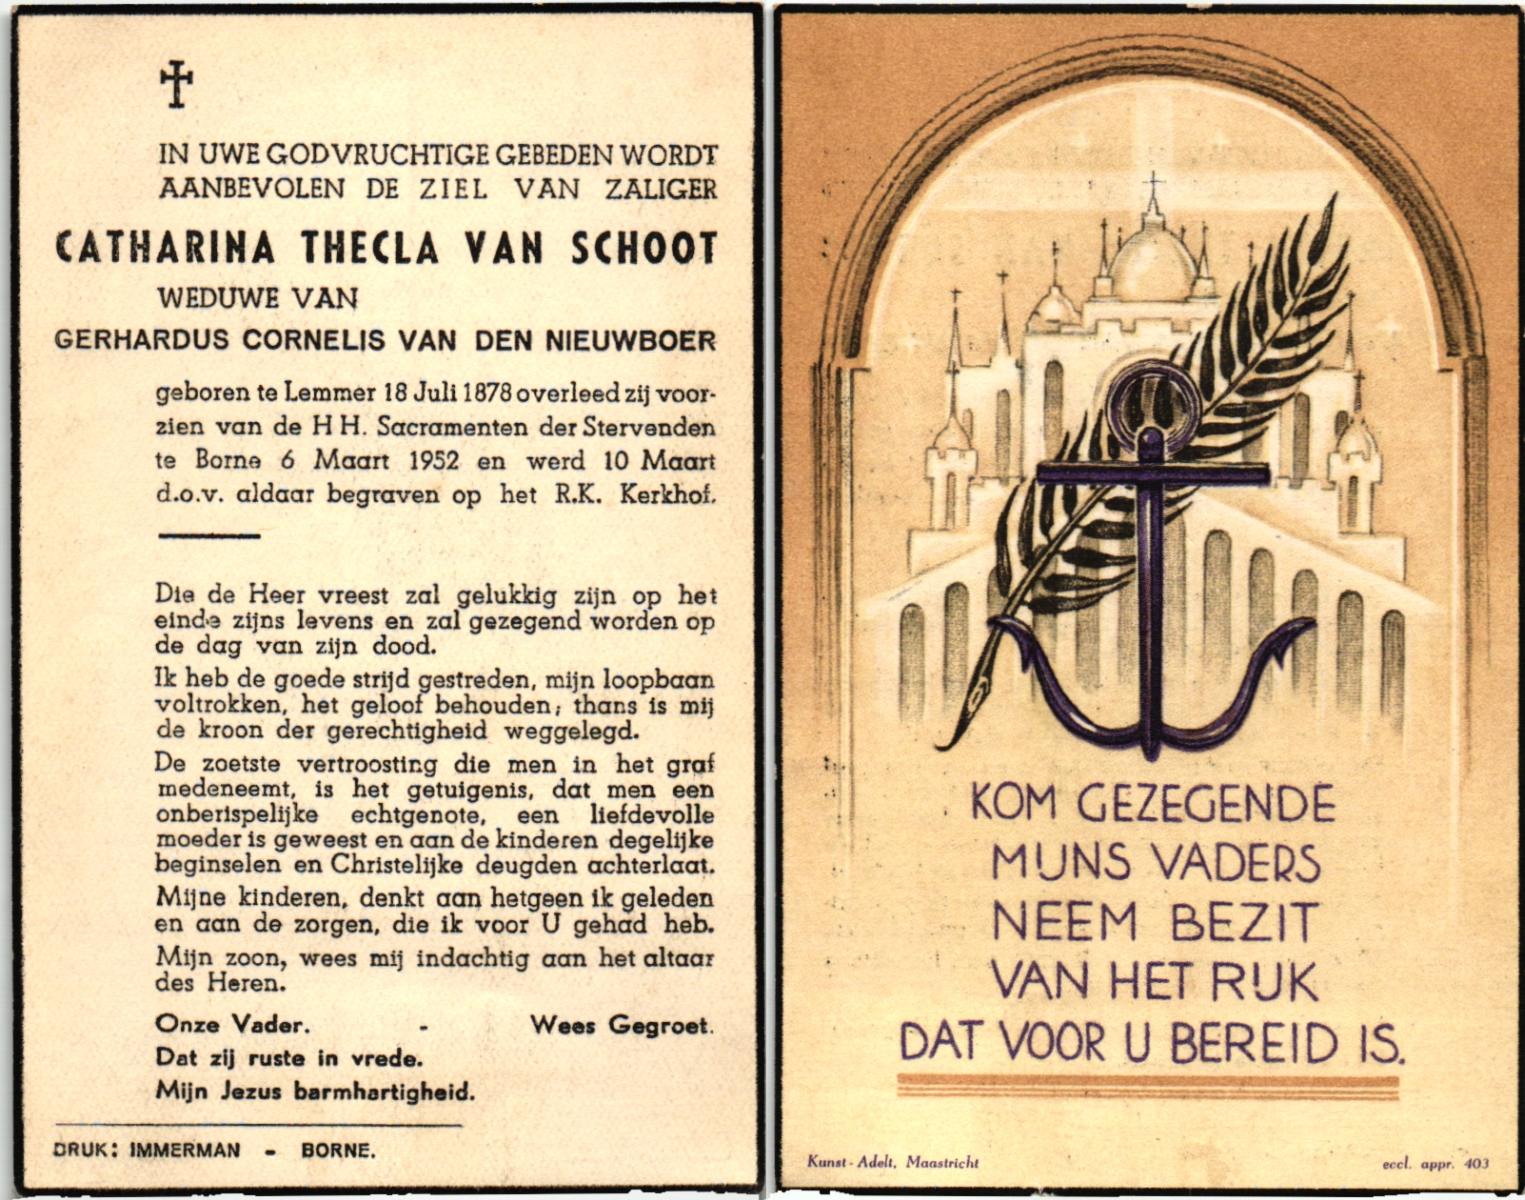 IN UWE GODVRUCHTIGE GEBEDEN WORDT
AANBEVOLEN DE ZIEL VAN ZALIGER
CATHARINA THECLA VAN SCHOOT
WEDUWE VAN
GERHARDUS CORNELIS VAN DEN NIEUWBOER
geboren te Lemmer 18 Juli 1878 overleed zij voor-
zien van de H H. Sacramenten der Stervenden
te Borne 6 Maart 1952 en werd 10 Maart
d.o.v. aldaar begraven op het R.K. Kerkhof.
Die de Heer vreest zal gelukkig zijn op het
einde zijns levens en zal gezegend worden op
de dag van zijn dood.
Ik heb de goede strijd gestreden, mijn loopbaan
voltrokken, het geloof behouden; thans is mij
de kroon der gerechtigheid weggelegd.
De zoetste vertroosting die men in het graf
medeneemt, is het getuigenis, dat men een
onberispelijke echtgenote, een liefdevolle
moeder is geweest en aan de kinderen degelijke
beginselen en Christelijke deugden achterlaat.
Mijne kinderen, denkt aan hetgeen ik geleden
en aan de zorgen, die ik voor U gehad heb.
Mijn zoon, wees mij indachtig aan het altaar
des Heren.
Onze Vader. - Wees Gegroet.
Dat zij ruste in vrede.
Mijn Jezus barmhartigheid.
DRUK: IMMERMAN - BORNE.
KOM GEZEGENDE
MIJNS VADERS
NEEM BEZIT
VAN HET RIJK
DAT VOOR U BEREID IS.
Kunst-Adelt, Maastricht
eccl. appr. 403